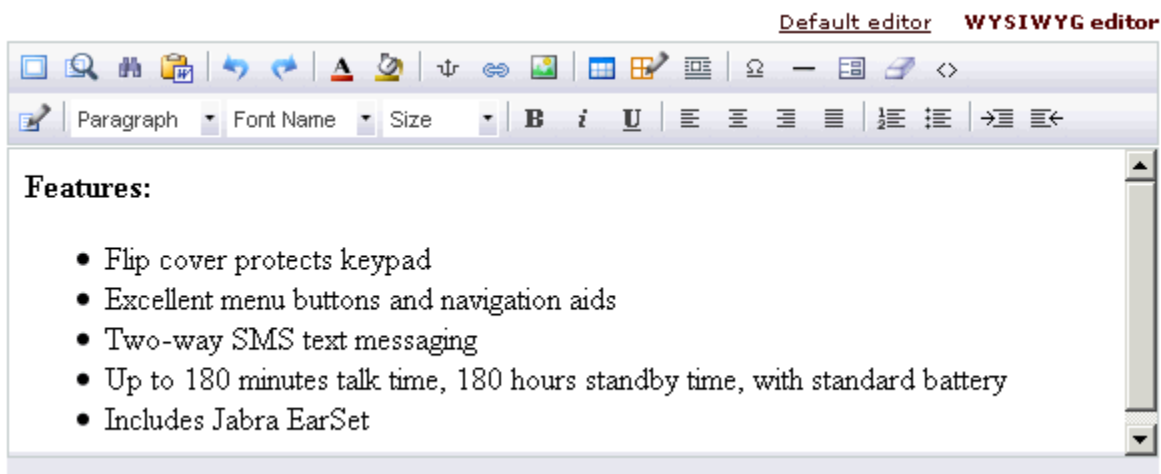 Default editor WYSIWYG editor
Paragraph Font Name Size B i U
Features:
• Flip cover protects keypad
• Excellent menu buttons and navigation aids
• Two-way SMS text messaging
• Up to 180 minutes talk time, 180 hours standby time, with standard battery
• Includes Jabra EarSet